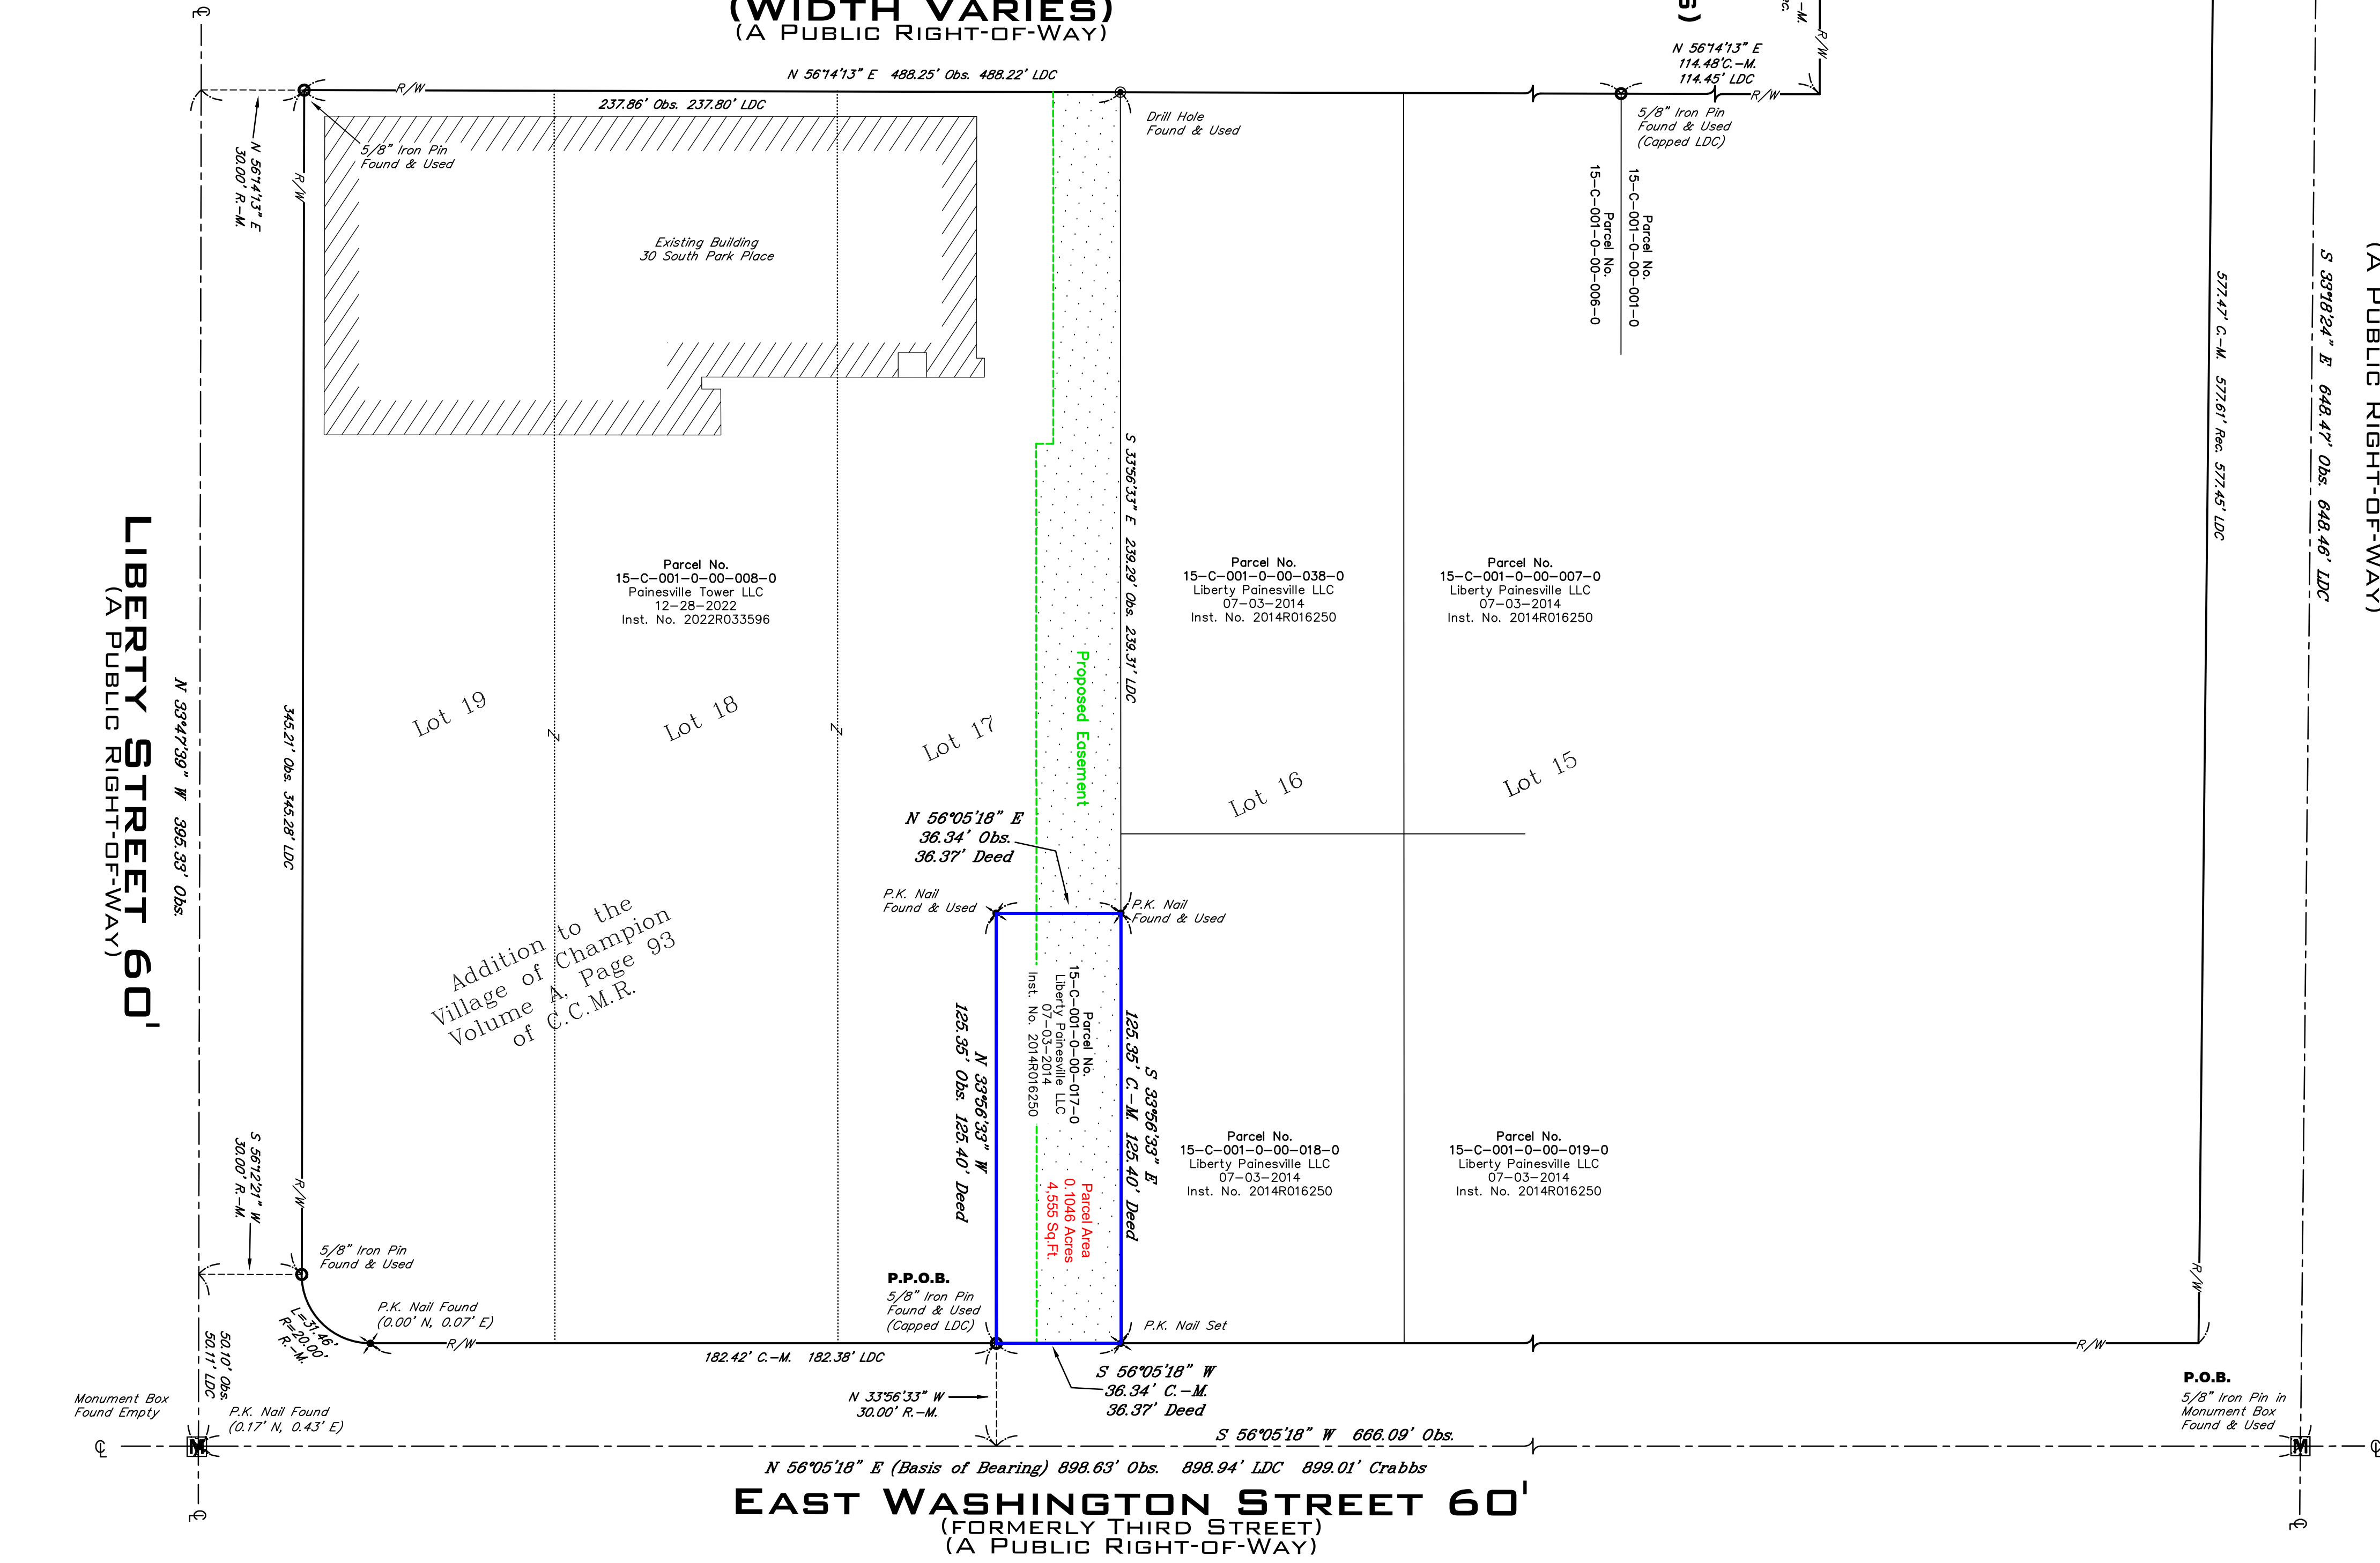 (WIDTH VARIES)
(A PUBLIC RIGHT-OF-WAY)
N 56°14'13" E 488.25' Obs. 488.22' LDC
N 56°14'13" E
114.48'C.-M.
114.45' LDC
R/W
R/W
R/W
R/W
237.86' Obs. 237.80' LDC
5/8" Iron Pin
Found & Used
Drill Hole
Found & Used
5/8" Iron Pin
Found & Used
(Capped LDC)
N 56°14'13" E
30.00' R.-M.
Existing Building
30 South Park Place
Parcel No.
15-C-001-0-00-001-0
Parcel No.
15-C-001-0-00-006-0
S 33°18'24" E 648.47' Obs. 648.46' LDC
577.47' C.-M. 577.61' Rec. 577.45' LDC
(A PUBLIC RIGHT-OF-WAY)
LIBERTY STREET 60'
(A PUBLIC RIGHT-OF-WAY)
N 33°47'39" W 395.33' Obs.
345.21' Obs. 345.28' LDC
S 33°56'33" E 239.29' Obs. 239.31' LDC
Parcel No.
15-C-001-0-00-008-0
Painesville Tower LLC
12-28-2022
Inst. No. 2022R033596
Parcel No.
15-C-001-0-00-038-0
Liberty Painesville LLC
07-03-2014
Inst. No. 2014R016250
Parcel No.
15-C-001-0-00-007-0
Liberty Painesville LLC
07-03-2014
Inst. No. 2014R016250
Proposed Easement
Lot 19
Lot 18
Lot 17
Lot 16
Lot 15
N 56°05'18" E
36.34' Obs.
36.37' Deed
P.K. Nail
Found & Used
P.K. Nail
Found & Used
Addition to the
Village of Champion
Volume A, Page 93
of C.C.M.R.
N 33°56'33" W
125.35' Obs. 125.40' Deed
Parcel No.
15-C-001-0-00-017-0
Liberty Painesville LLC
07-03-2014
Inst. No. 2014R016250
S 33°56'33" E
125.35' C.-M. 125.40' Deed
Parcel Area
0.1046 Acres
4,555 Sq.Ft.
Parcel No.
15-C-001-0-00-018-0
Liberty Painesville LLC
07-03-2014
Inst. No. 2014R016250
Parcel No.
15-C-001-0-00-019-0
Liberty Painesville LLC
07-03-2014
Inst. No. 2014R016250
S 56°12'21" W
30.00' R.-M.
R/W
5/8" Iron Pin
Found & Used
L=31.46'
R=20.00'
R.-M.
P.K. Nail Found
(0.00' N, 0.07' E)
R/W
P.P.O.B.
5/8" Iron Pin
Found & Used
(Capped LDC)
P.K. Nail Set
R/W
R/W
182.42' C.-M. 182.38' LDC
S 56°05'18" W
36.34' C.-M.
36.37' Deed
N 33°56'33" W
30.00' R.-M.
50.10' Obs.
50.11' LDC
Monument Box
Found Empty
P.K. Nail Found
(0.17' N, 0.43' E)
P.O.B.
5/8" Iron Pin in
Monument Box
Found & Used
M
M
S 56°05'18" W 666.09' Obs.
N 56°05'18" E (Basis of Bearing) 898.63' Obs. 898.94' LDC 899.01' Crabbs
EAST WASHINGTON STREET 60'
(FORMERLY THIRD STREET)
(A PUBLIC RIGHT-OF-WAY)